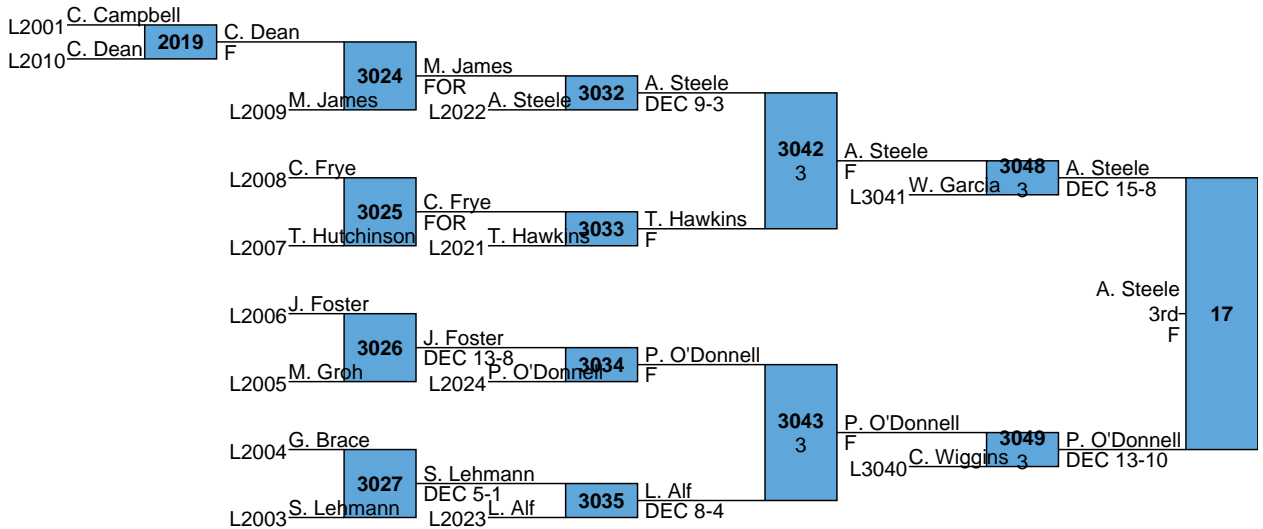 L2001 C. Campbell
2019
L2010 C. Dean
C. Dean
F
3024
L2009 M. James
M. James
FOR
L2022 A. Steele
3032
A. Steele
DEC 9-3
L2008 C. Frye
3025
L2007 T. Hutchinson
C. Frye
FOR
L2021 T. Hawkins
3033
T. Hawkins
F
3042
3
A. Steele
F
L3041 W. Garcia
3048
3
A. Steele
DEC 15-8
L2006 J. Foster
3026
L2005 M. Groh
J. Foster
DEC 13-8
L2024 P. O'Donnell
3034
P. O'Donnell
F
L2004 G. Brace
3027
L2003 S. Lehmann
S. Lehmann
DEC 5-1
L2023 L. Alf
3035
L. Alf
DEC 8-4
3043
3
P. O'Donnell
F
L3040 C. Wiggins
3049
3
P. O'Donnell
DEC 13-10
A. Steele
3rd
F
17